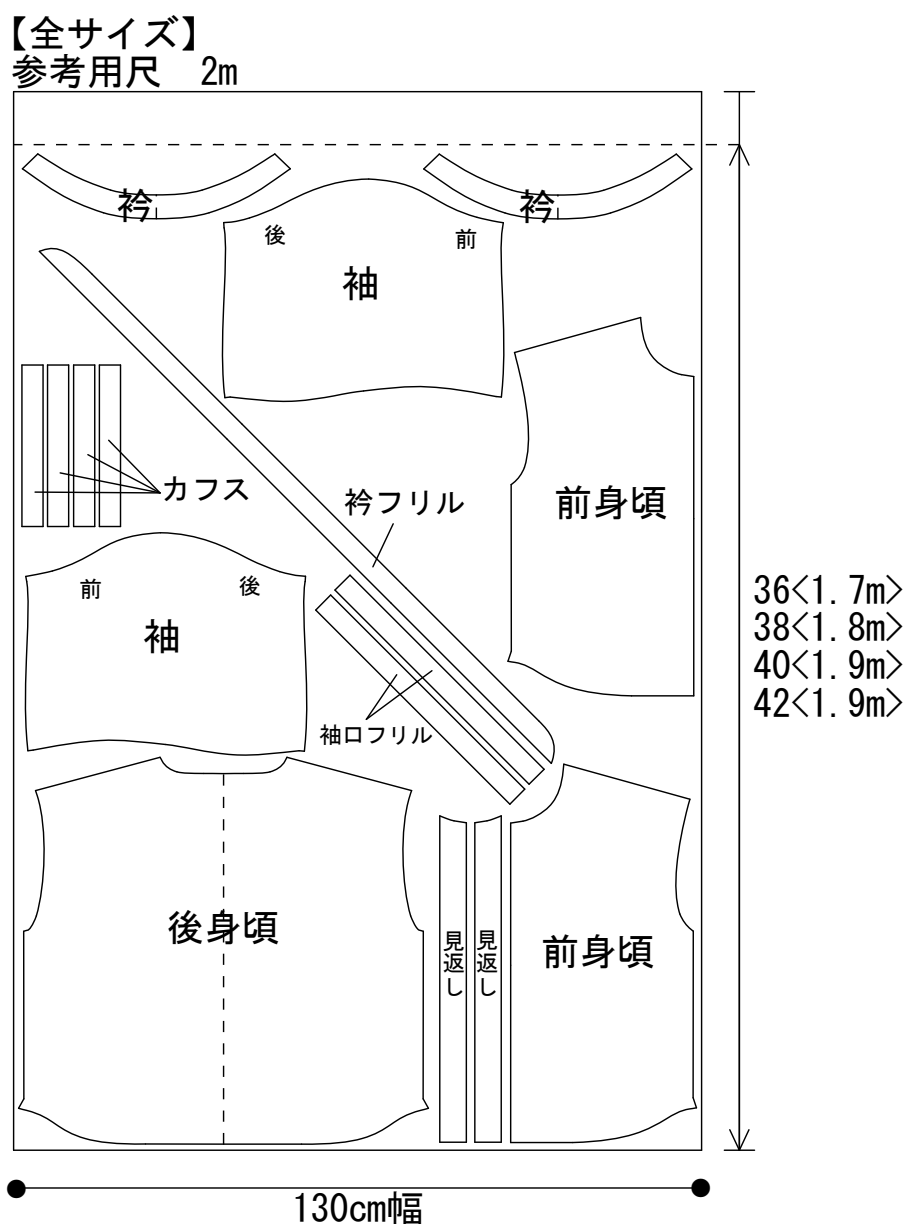 【全サイズ】
参考用尺　2m
衿
衿
後
前
袖
前身頃
カフス
衿フリル
前
後
袖
袖口フリル
36<1.7m>
38<1.8m>
40<1.9m>
42<1.9m>
後身頃
見返し
見返し
前身頃
130cm幅